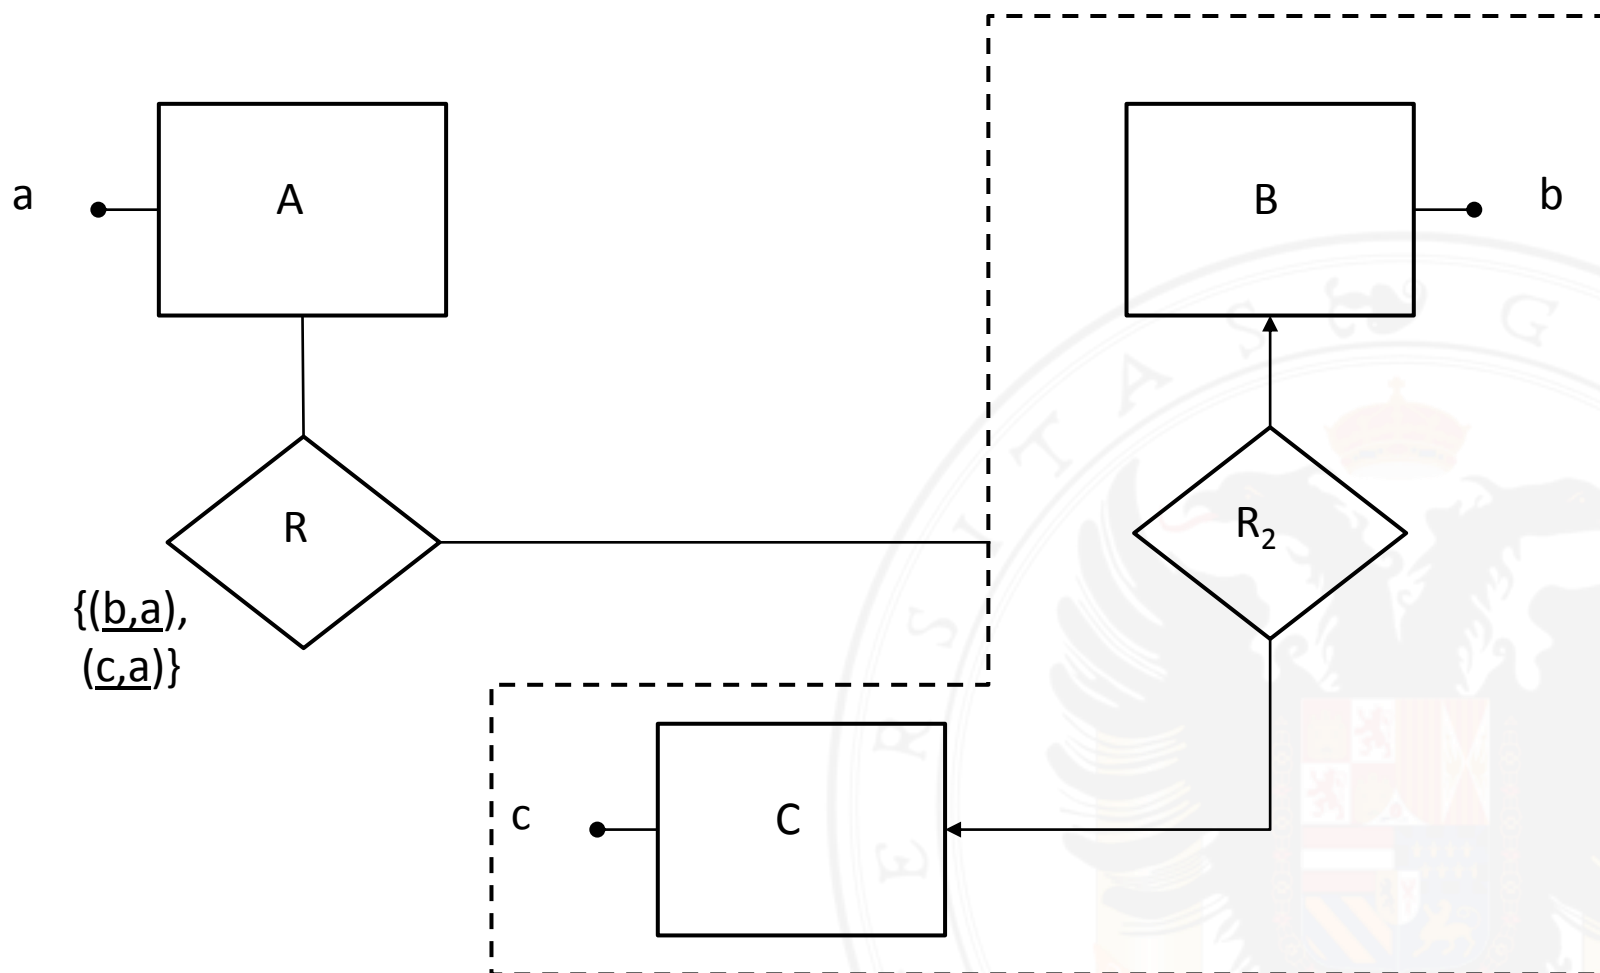 a
A
B
b
R
R₂
{(b,a),
(c,a)}
c
C
E R S I T A S G